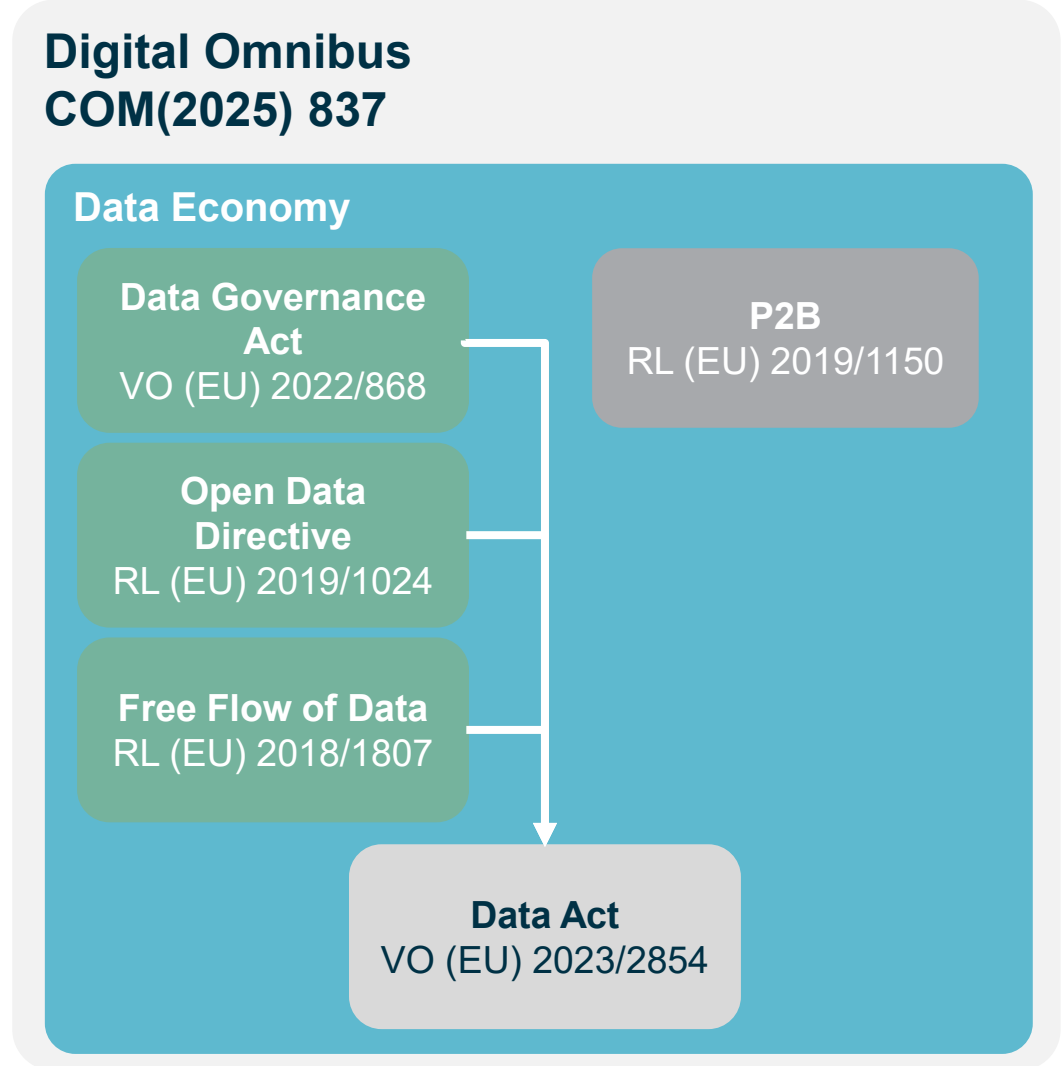 Digital Omnibus
COM(2025) 837
Data Economy
Data Governance
Act
VO (EU) 2022/868
P2B
RL (EU) 2019/1150
Open Data
Directive
RL (EU) 2019/1024
Free Flow of Data
RL (EU) 2018/1807
Data Act
VO (EU) 2023/2854